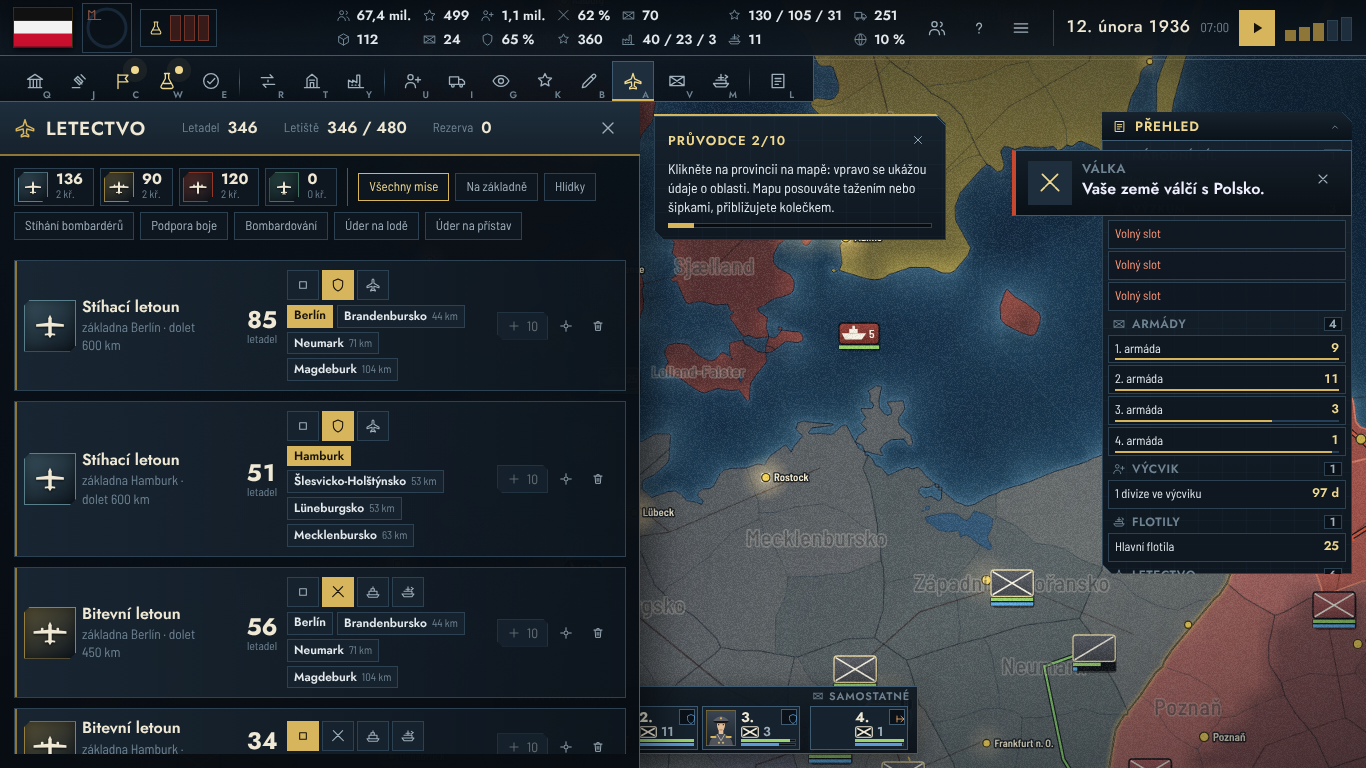 67,4 mil.
499
1,1 mil.
62 %
70
130 / 105 / 31
251
112
24
65 %
360
40 / 23 / 3
11
10 %
?
12. února 1936
07:00
Q
J
C
W
E
R
T
Y
U
I
G
K
B
A
V
M
L
LETECTVO
Letadel 346
Letiště 346 / 480
Rezerva 0
136
2 kř.
90
2 kř.
120
2 kř.
0
0 kř.
Všechny mise
Na základně
Hlídky
Stíhání bombardérů
Podpora boje
Bombardování
Úder na lodě
Úder na přístav
Stíhací letoun
základna Berlín · dolet
600 km
85
letadel
Berlín
Brandenbursko 44 km
Neumark 71 km
Magdeburk 104 km
+ 10
Stíhací letoun
základna Hamburk ·
dolet 600 km
51
letadel
Hamburk
Šlesvicko-Holštýnsko 53 km
Lüneburgsko 53 km
Mecklenbursko 63 km
+ 10
Bitevní letoun
základna Berlín · dolet
450 km
56
letadel
Berlín
Brandenbursko 44 km
Neumark 71 km
Magdeburk 104 km
+ 10
Bitevní letoun
základna Hamburk ·
34
letadel
+ 10
PRŮVODCE 2/10
Klikněte na provincii na mapě: vpravo se ukážou
údaje o oblasti. Mapu posouváte tažením nebo
šipkami, přibližujete kolečkem.
PŘEHLED
VÁLKA
Vaše země válčí s Polsko.
Volný slot
Volný slot
Volný slot
ARMÁDY
4
1. armáda
9
2. armáda
11
3. armáda
3
4. armáda
1
VÝCVIK
1
1 divize ve výcviku
97 d
FLOTILY
1
Hlavní flotila
25
LETECTVO
Sjælland
Lolland-Falster
5
Rostock
Lübeck
Mecklenbursko
Neumark
Poznaň
Poznaň
Frankfurt n. O.
SAMOSTATNÉ
2.
11
3.
3
4.
1